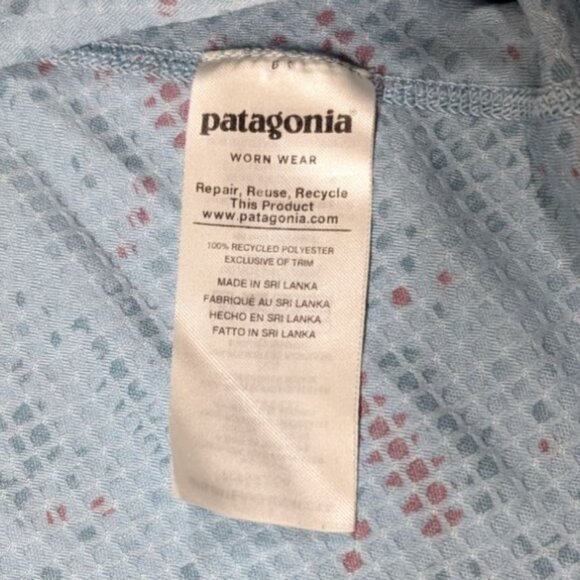 patagonia®
WORN WEAR
Repair, Reuse, Recycle
This Product
www.patagonia.com
100% RECYCLED POLYESTER
EXCLUSIVE OF TRIM
MADE IN SRI LANKA
FABRIQUÉ AU SRI LANKA
HECHO EN SRI LANKA
FATTO IN SRI LANKA